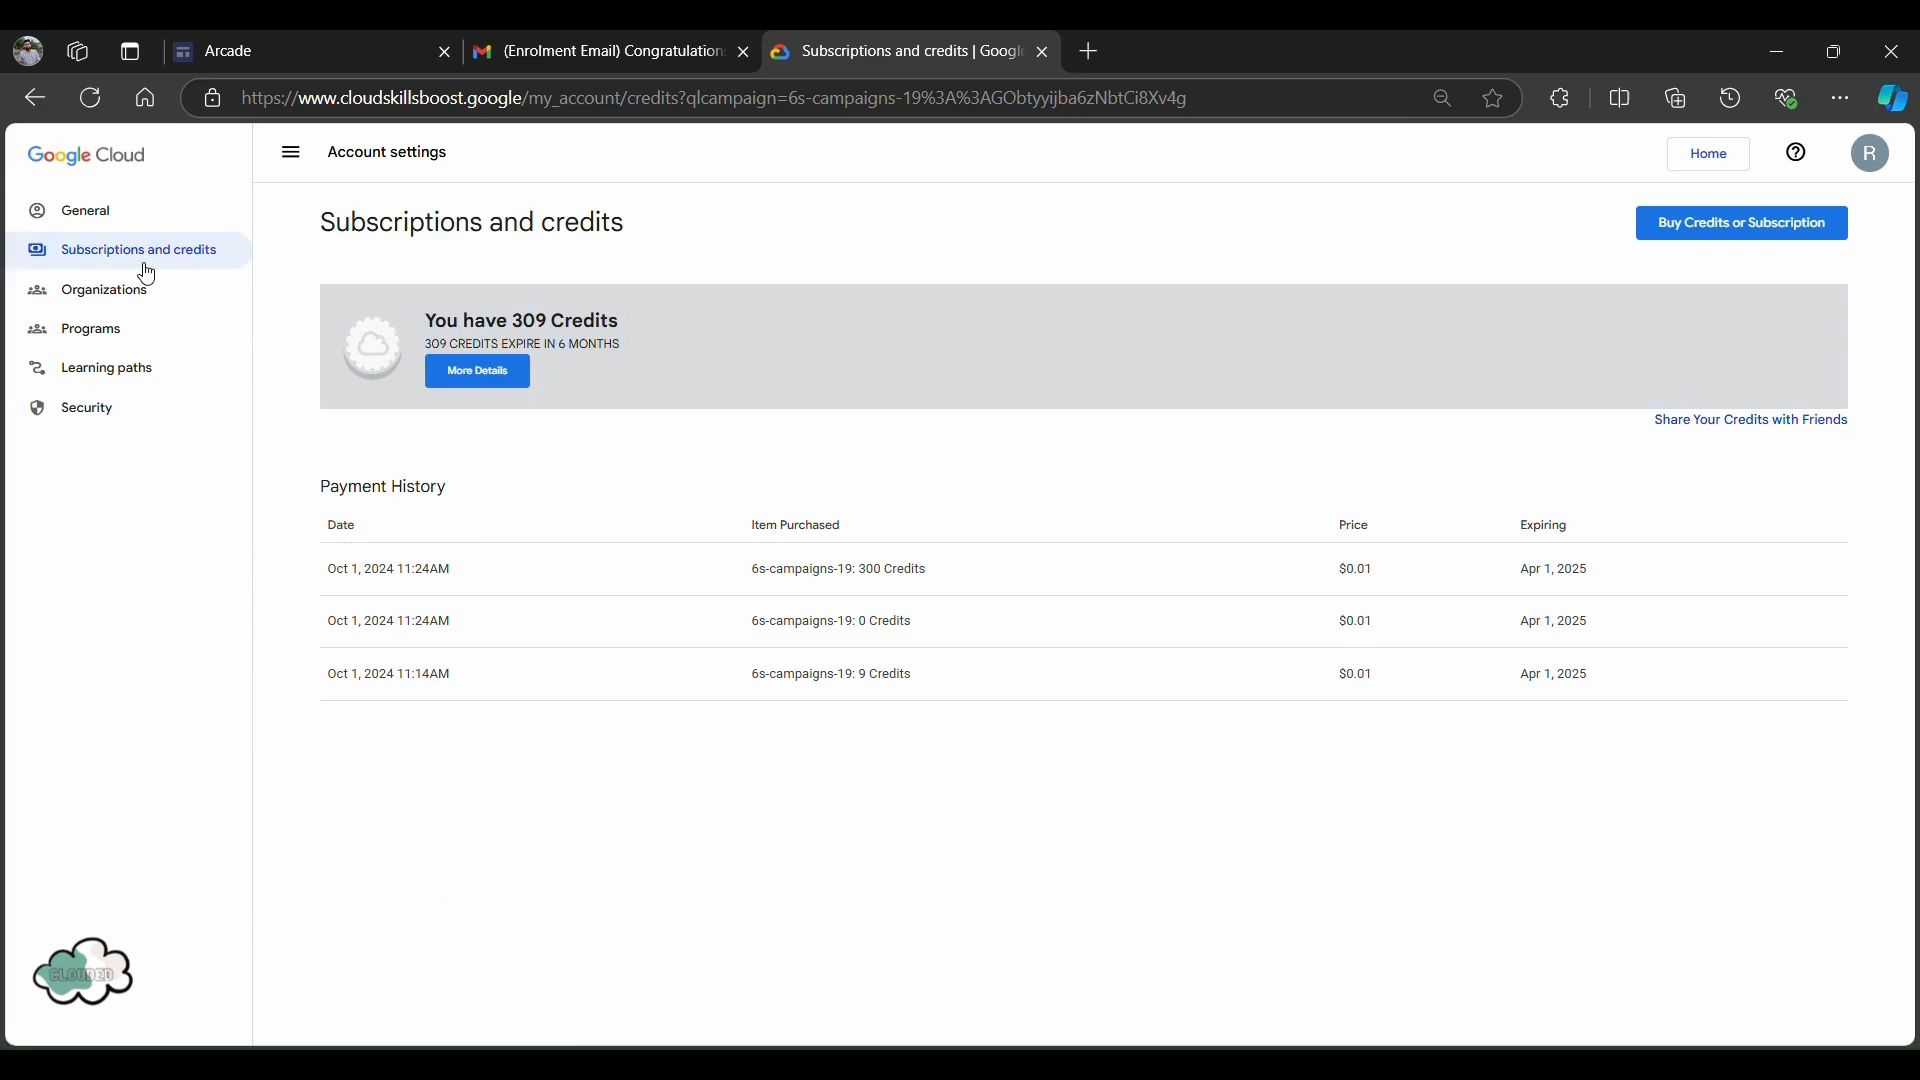 Arcade
(Enrolment Email) Congratulation
Subscriptions and credits | Google
https://www.cloudskillsboost.google/my_account/credits?qlcampaign=6s-campaigns-19%3A%3AGObtyyijba6zNbtCi8Xv4g
Google Cloud
Account settings
Home
R
General
Subscriptions and credits
Organizations
Programs
Learning paths
Security
Subscriptions and credits
Buy Credits or Subscription
You have 309 Credits
309 CREDITS EXPIRE IN 6 MONTHS
More Details
Share Your Credits with Friends
Payment History
Date Item Purchased Price Expiring
Oct 1, 2024 11:24AM 6s-campaigns-19: 300 Credits $0.01 Apr 1, 2025
Oct 1, 2024 11:24AM 6s-campaigns-19: 0 Credits $0.01 Apr 1, 2025
Oct 1, 2024 11:14AM 6s-campaigns-19: 9 Credits $0.01 Apr 1, 2025
CLOUDED